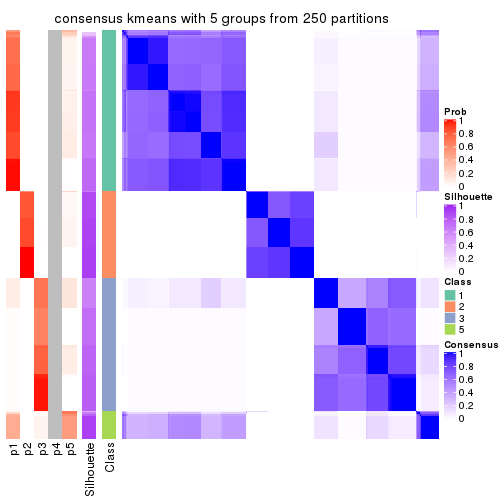 consensus kmeans with 5 groups from 250 partitions
Prob
1
0.8
0.6
0.4
0.2
0
Silhouette
1
0.8
0.6
0.4
0.2
0
Class
1
2
3
5
Consensus
1
0.8
0.6
0.4
0.2
0
p1
p2
p3
p4
p5
Silhouette
Class